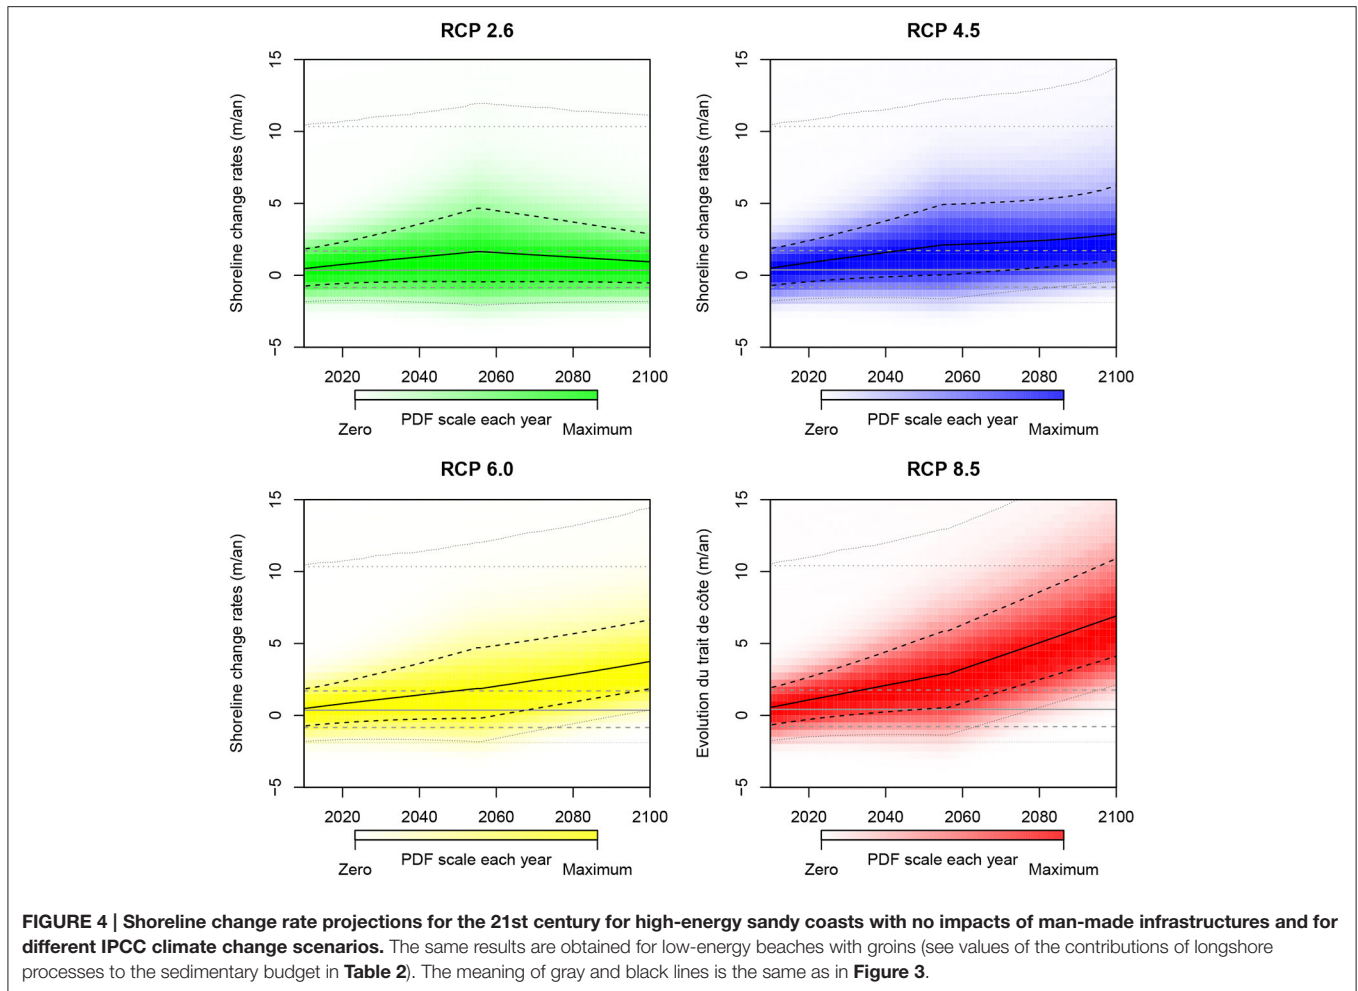 RCP 2.6
Shoreline change rates (m/an)
15
10
5
0
−5
2020 2040 2060 2080 2100
PDF scale each year
Zero Maximum
RCP 4.5
Shoreline change rates (m/an)
15
10
5
0
−5
2020 2040 2060 2080 2100
PDF scale each year
Zero Maximum
RCP 6.0
Shoreline change rates (m/an)
15
10
5
0
−5
2020 2040 2060 2080 2100
PDF scale each year
Zero Maximum
RCP 8.5
Evolution du trait de côte (m/an)
15
10
5
0
−5
2020 2040 2060 2080 2100
PDF scale each year
Zero Maximum
FIGURE 4 | Shoreline change rate projections for the 21st century for high-energy sandy coasts with no impacts of man-made infrastructures and for
different IPCC climate change scenarios. The same results are obtained for low-energy beaches with groins (see values of the contributions of longshore
processes to the sedimentary budget in Table 2). The meaning of gray and black lines is the same as in Figure 3.